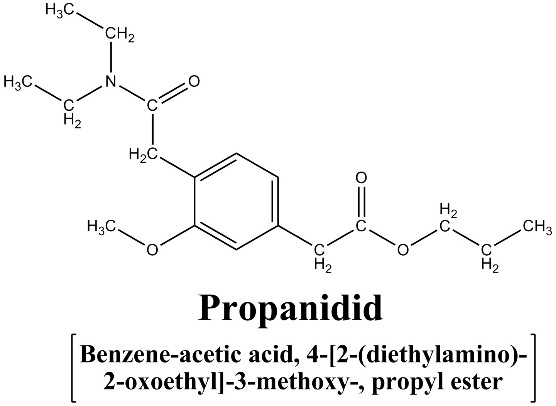 H3C
CH2
H3C
N
O
C
H2
C
H2C
O
H2
H3C
C
C
CH3
O
C
O
C
H2
H2
Propanidid
[Benzene-acetic acid, 4-[2-(diethylamino)-
2-oxoethyl]-3-methoxy-, propyl ester]